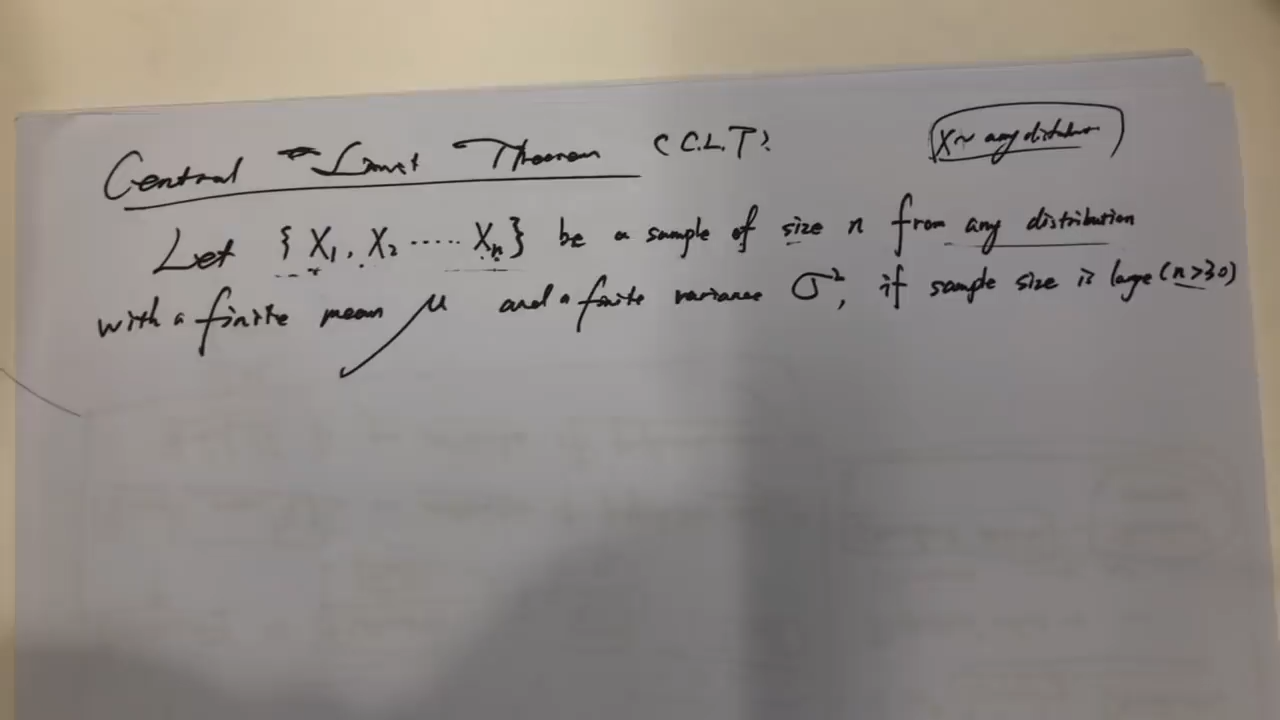 Central Limit Theorem (C.L.T).
X ~ any distribution
Let { X₁, X₂ ...... Xₙ} be a sample of size n from any distribution
with a finite mean μ and a finite variance σ², if sample size is large (n>30)